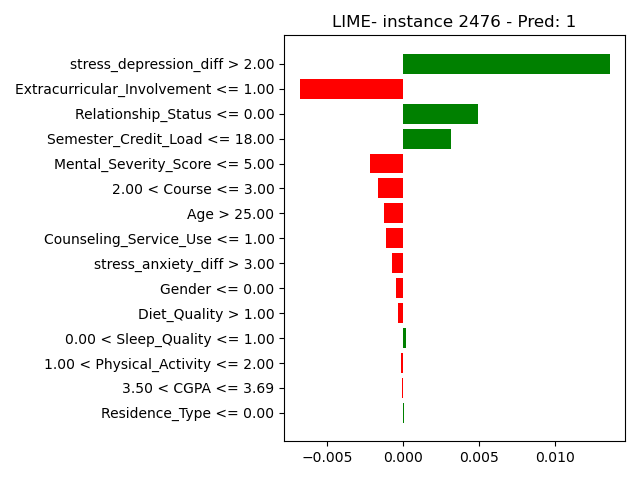 LIME- instance 2476 - Pred: 1
stress_depression_diff > 2.00
Extracurricular_Involvement <= 1.00
Relationship_Status <= 0.00
Semester_Credit_Load <= 18.00
Mental_Severity_Score <= 5.00
2.00 < Course <= 3.00
Age > 25.00
Counseling_Service_Use <= 1.00
stress_anxiety_diff > 3.00
Gender <= 0.00
Diet_Quality > 1.00
0.00 < Sleep_Quality <= 1.00
1.00 < Physical_Activity <= 2.00
3.50 < CGPA <= 3.69
Residence_Type <= 0.00
−0.005 0.000 0.005 0.010